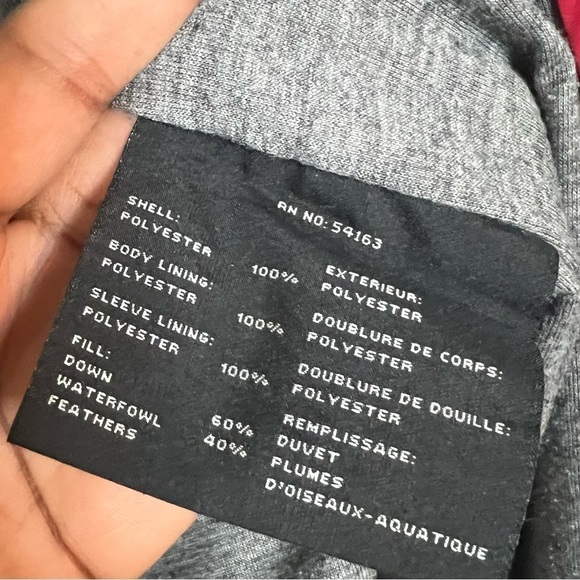 RN NO: 54163
SHELL:
POLYESTER 100%
BODY LINING:
POLYESTER 100%
SLEEVE LINING:
POLYESTER 100%
FILL:
DOWN 60%
WATERFOWL 40%
FEATHERS
EXTERIEUR:
POLYESTER
DOUBLURE DE CORPS:
POLYESTER
DOUBLURE DE DOUILLE:
POLYESTER
REMPLISSAGE:
DUVET
PLUMES
D'OISEAUX-AQUATIQUE